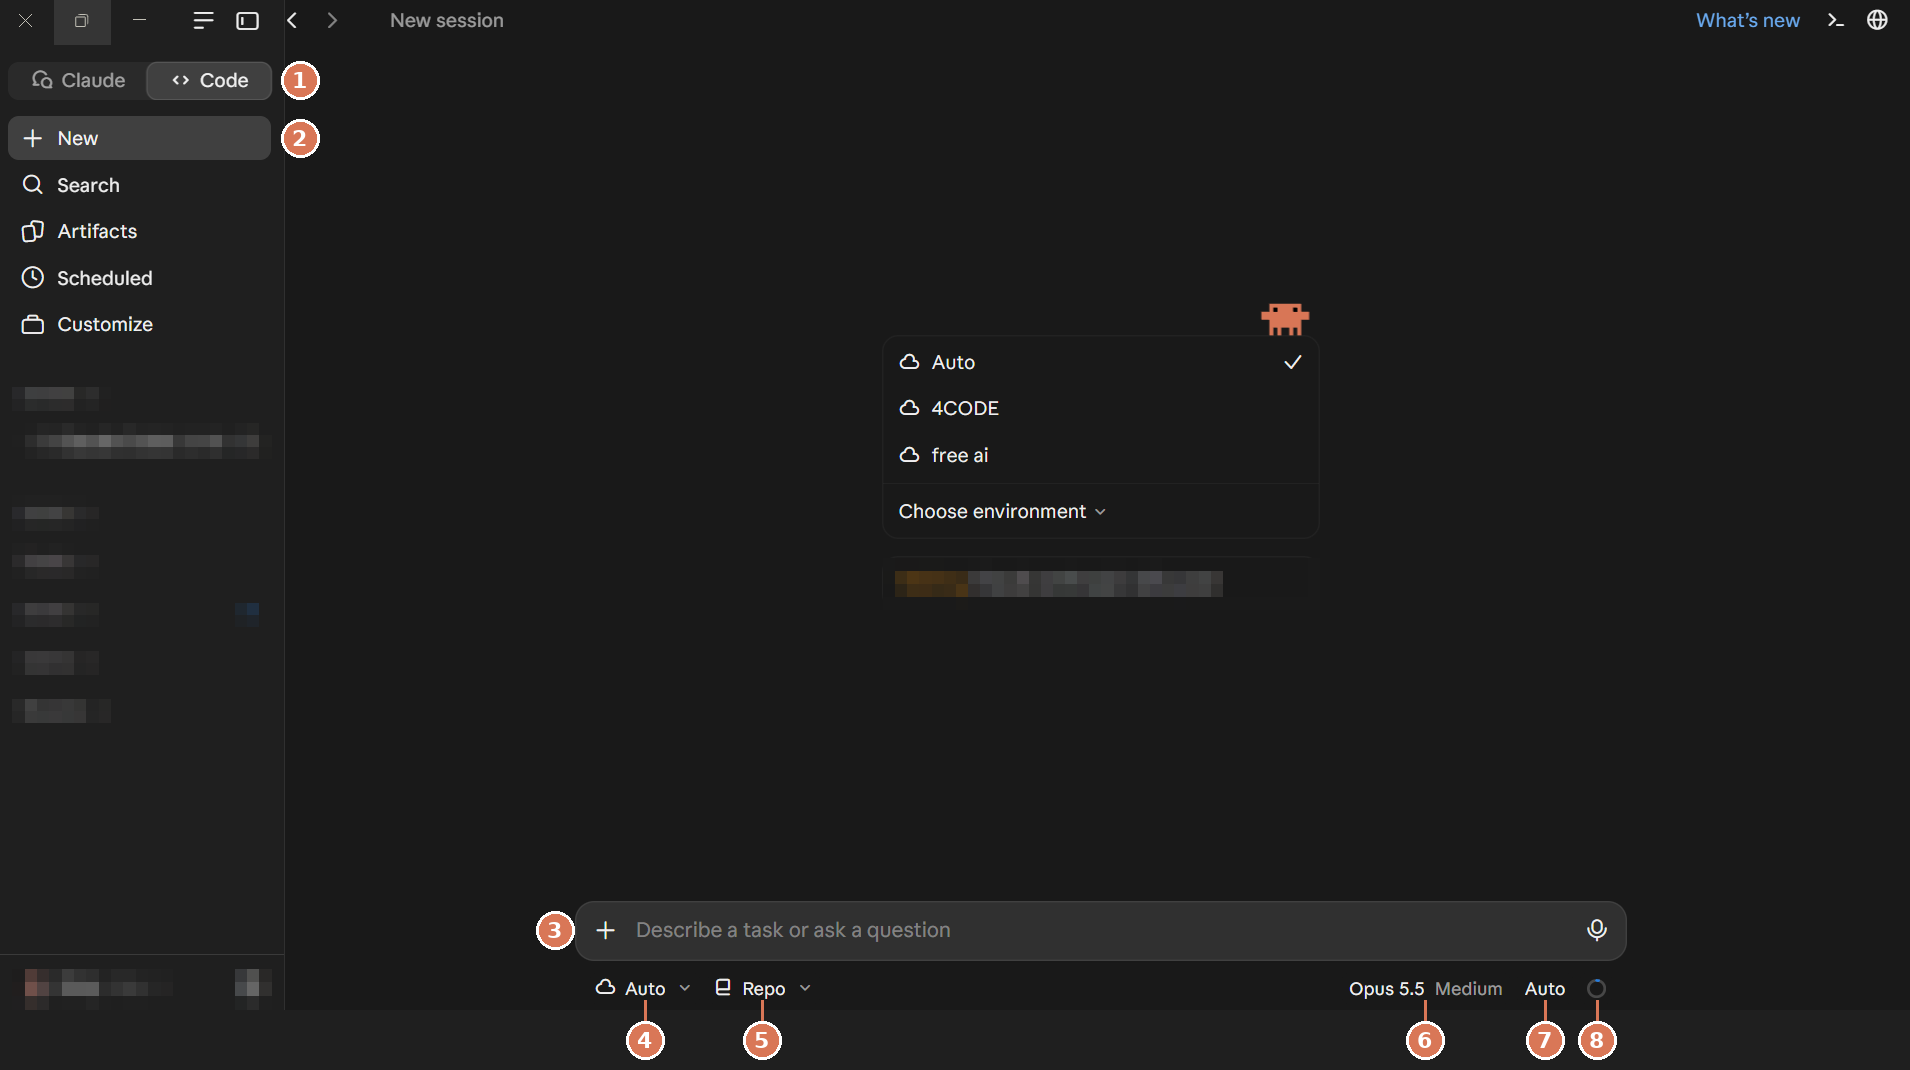 New session
What's new
Claude
Code
1
New
2
Search
Artifacts
Scheduled
Customize
Auto
4CODE
free ai
Choose environment
3
Describe a task or ask a question
Auto
Repo
Opus 5.5 Medium
Auto
4
5
6
7
8